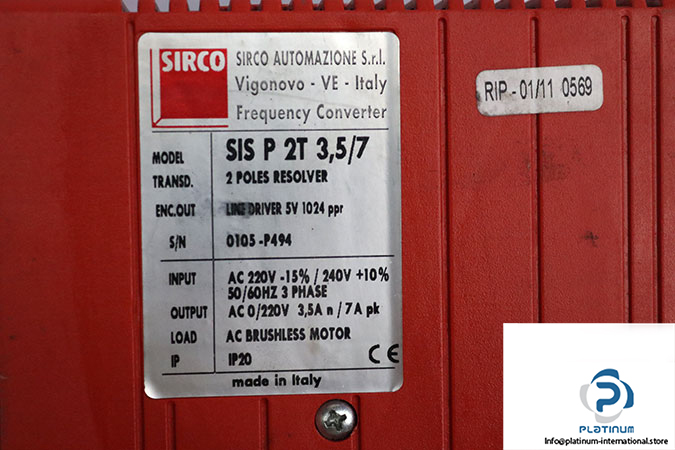 SIRCO
SIRCO AUTOMAZIONE S.r.l.
Vigonovo - VE - Italy
Frequency Converter
RIP - 01/11 0569
MODEL SIS P 2T 3,5/7
TRANSD. 2 POLES RESOLVER
ENC.OUT LINE DRIVER 5V 1024 ppr
S/N 0105-P494
INPUT AC 220V -15% / 240V +10%
50/60HZ 3 PHASE
OUTPUT AC 0/220V 3,5A n / 7A pk
LOAD AC BRUSHLESS MOTOR
IP IP20
CE
made in Italy
PLATINUM
Info@platinum-international.store